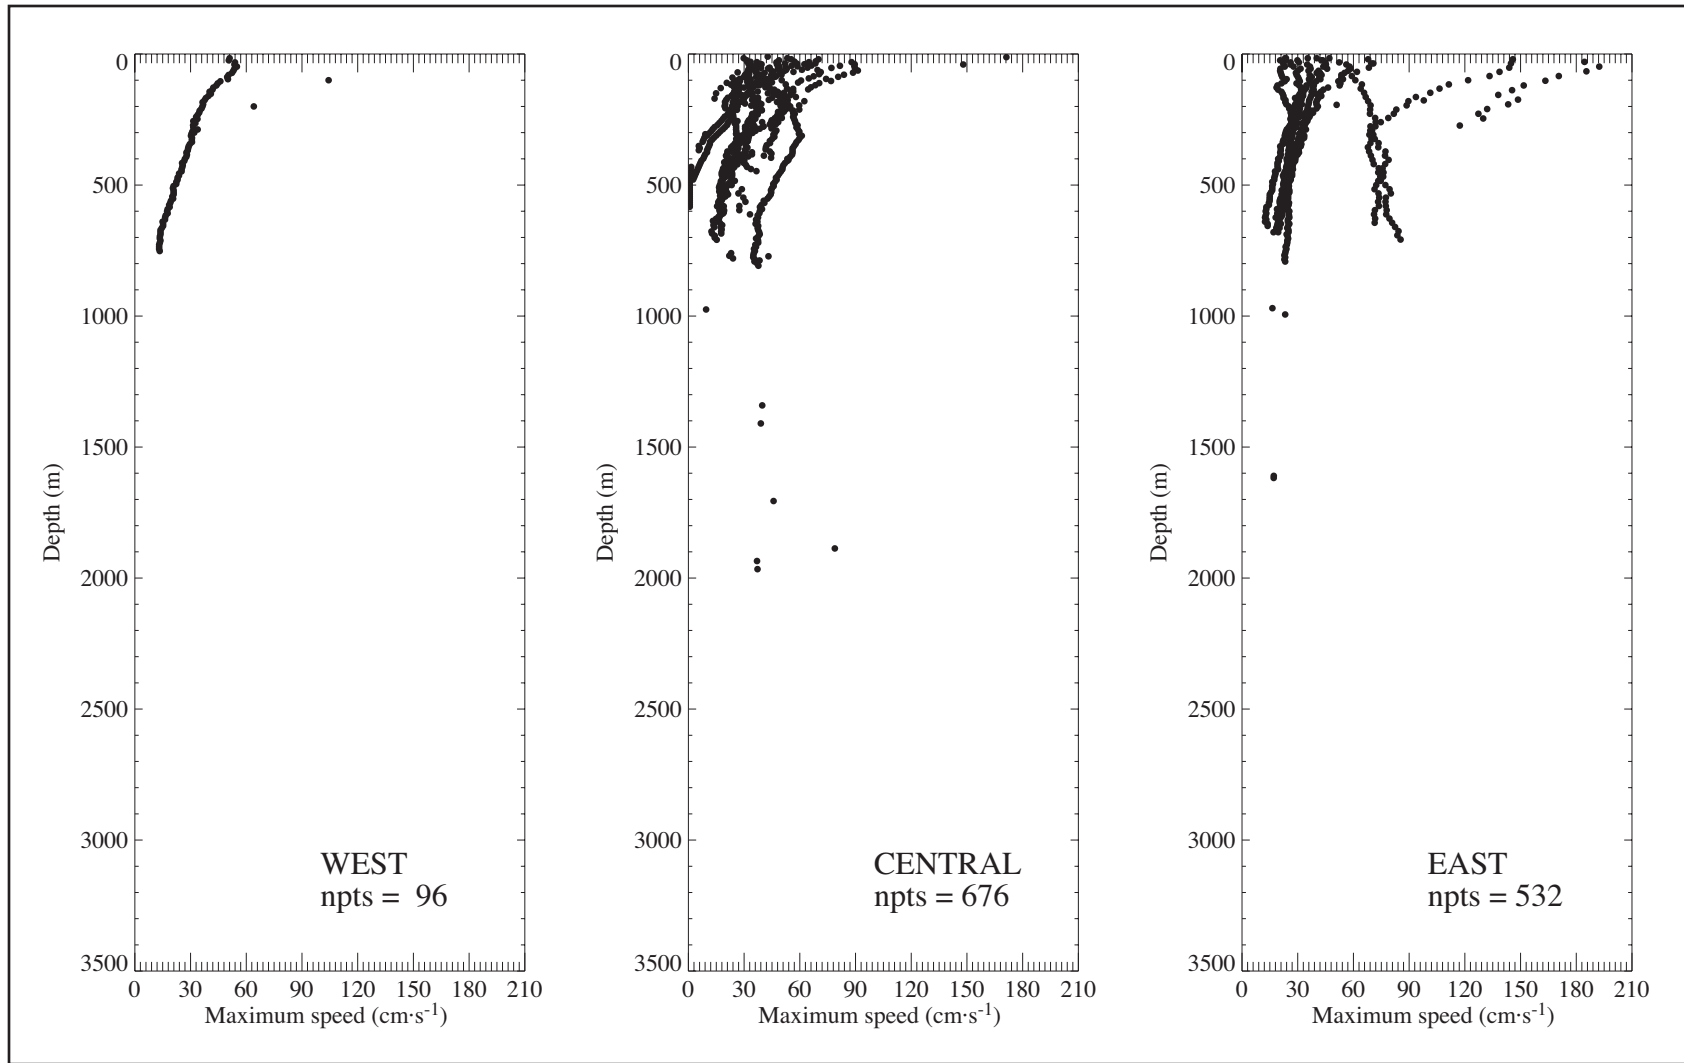 0
500
1000
1500
2000
2500
3000
3500
Depth (m)
WEST
npts = 96
0 30 60 90 120 150 180 210
Maximum speed (cm·s-1)
0
500
1000
1500
2000
2500
3000
3500
Depth (m)
CENTRAL
npts = 676
0 30 60 90 120 150 180 210
Maximum speed (cm·s-1)
0
500
1000
1500
2000
2500
3000
3500
Depth (m)
EAST
npts = 532
0 30 60 90 120 150 180 210
Maximum speed (cm·s-1)